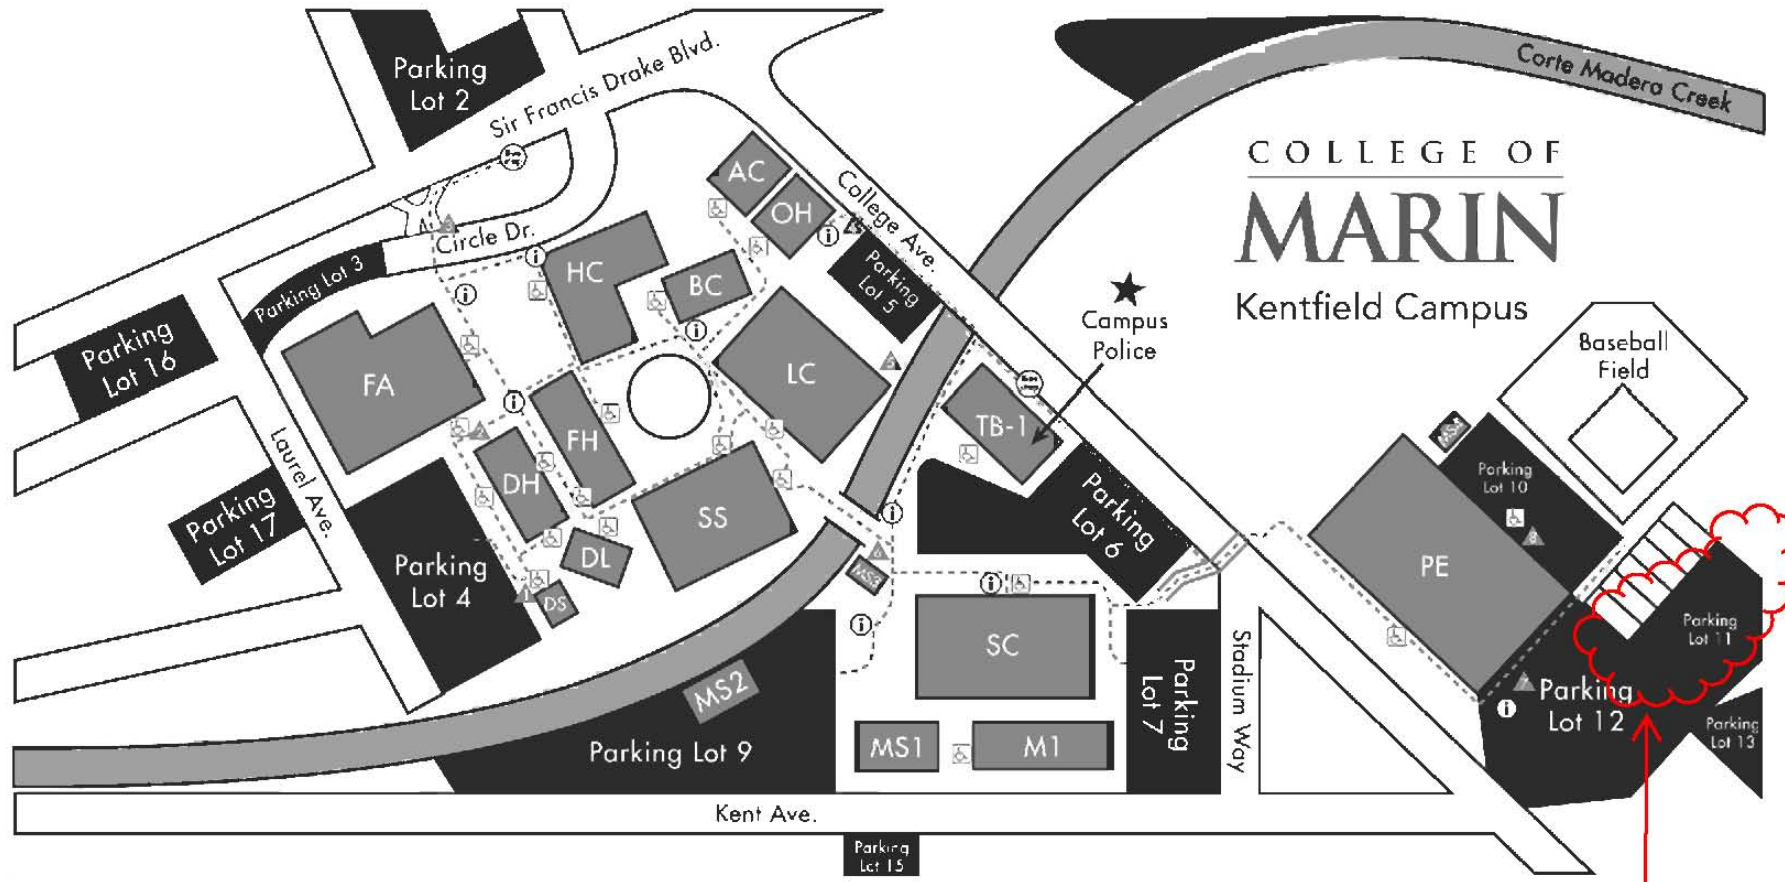 Parking
Lot 2
Sir Francis Drake Blvd.
Corte Madera Creek
COLLEGE OF
MARIN
Kentfield Campus
AC
OH
College Ave.
Circle Dr.
Parking Lot 3
HC
BC
Parking
Lot 5
Campus
Police
Baseball
Field
Parking
Lot 16
FA
LC
TB-1
MS4
Laurel Ave.
FH
DH
SS
DL
DS
Parking
Lot 17
Parking
Lot 4
Parking
Lot 6
Parking
Lot 10
8
PE
MS3
6
SC
Parking
Lot 7
Stadium Way
Parking
Lot 11
7
Parking
Lot 12
Parking
Lot 13
MS2
Parking Lot 9
MS1
M1
Kent Ave.
Parking
Lot 15